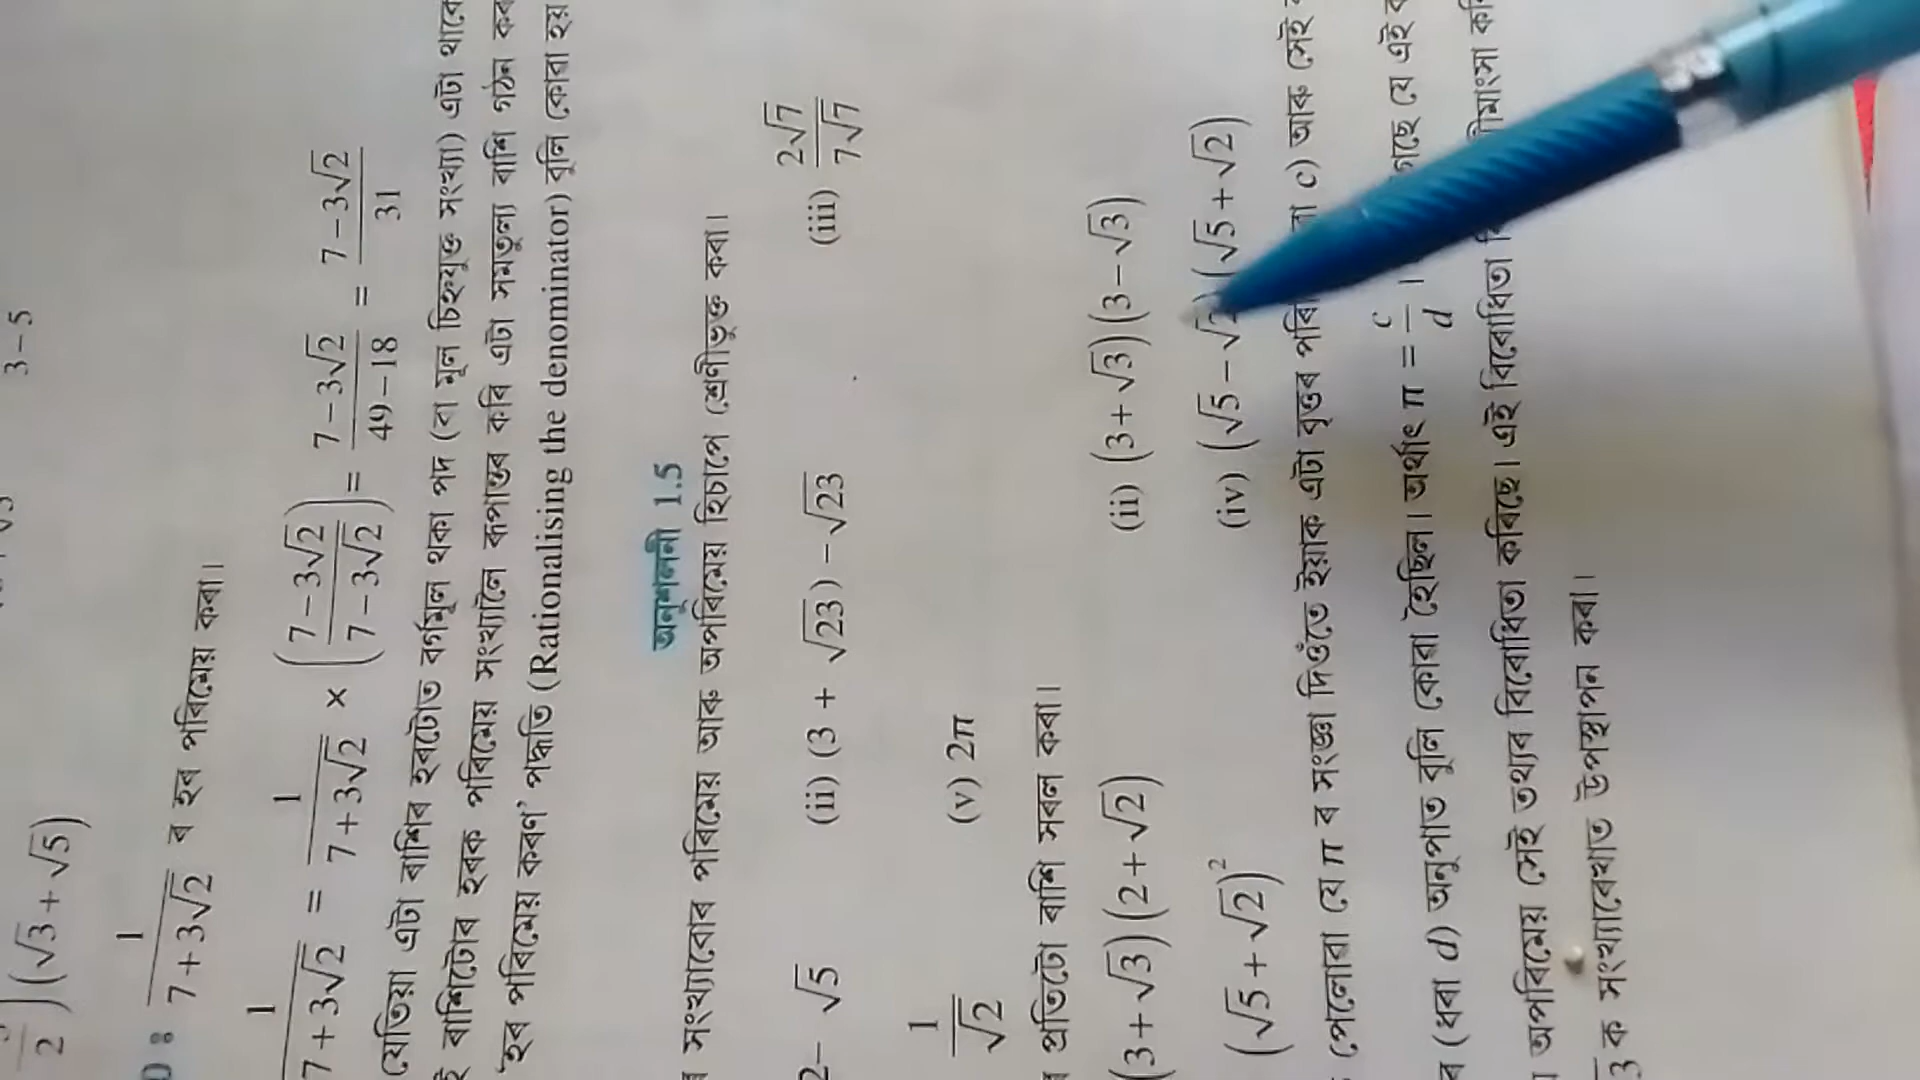 3 – 5
2) (√3 + √5)
0 : 1/(7 + 3√2) ৰ হৰ পৰিমেয় কৰা।
1/(7 + 3√2) = 1/(7 + 3√2) × ((7 – 3√2)/(7 – 3√2)) = (7 – 3√2)/(49 – 18) = (7 – 3√2)/31
যেতিয়া এটা ৰাশিৰ হৰটোত বৰ্গমূল থকা পদ (বা মূল চিহ্নযুক্ত সংখ্যা) এটা থাকে
ই ৰাশিটোৰ হৰক পৰিমেয় সংখ্যালৈ ৰূপান্তৰ কৰি এটা সমতুল্য ৰাশি গঠন কৰ
'হৰ পৰিমেয় কৰণ' পদ্ধতি (Rationalising the denominator) বুলি কোৱা হয়
অনুশলনী 1.5
ৰ সংখ্যাবোৰ পৰিমেয় আৰু অপৰিমেয় হিচাপে শ্ৰেণীভুক্ত কৰা।
2 – √5 (ii) (3 + √23) – √23 (iii) 2√7/7√7
1/√2 (v) 2π
প্ৰতিটো ৰাশি সৰল কৰা।
(3 + √3)(2 + √2) (ii) (3 + √3)(3 – √3)
(√5 + √2)² (iv) (√5 – √2)(√5 + √2)
পেলোৱা যে π ৰ সংজ্ঞা দিওঁতে ইয়াক এটা বৃত্তৰ c) আৰু সেই
ৰ (ধৰা d) অনুপাত বুলি কোৱা হৈছিল। অৰ্থাৎ π = c/d । যে এই
অপৰিমেয় সেই তথ্যৰ বিৰোধিতা কৰিছে। এই বিৰোধিতা
3 ক সংখ্যাৰেখাত উপস্থাপন কৰা।